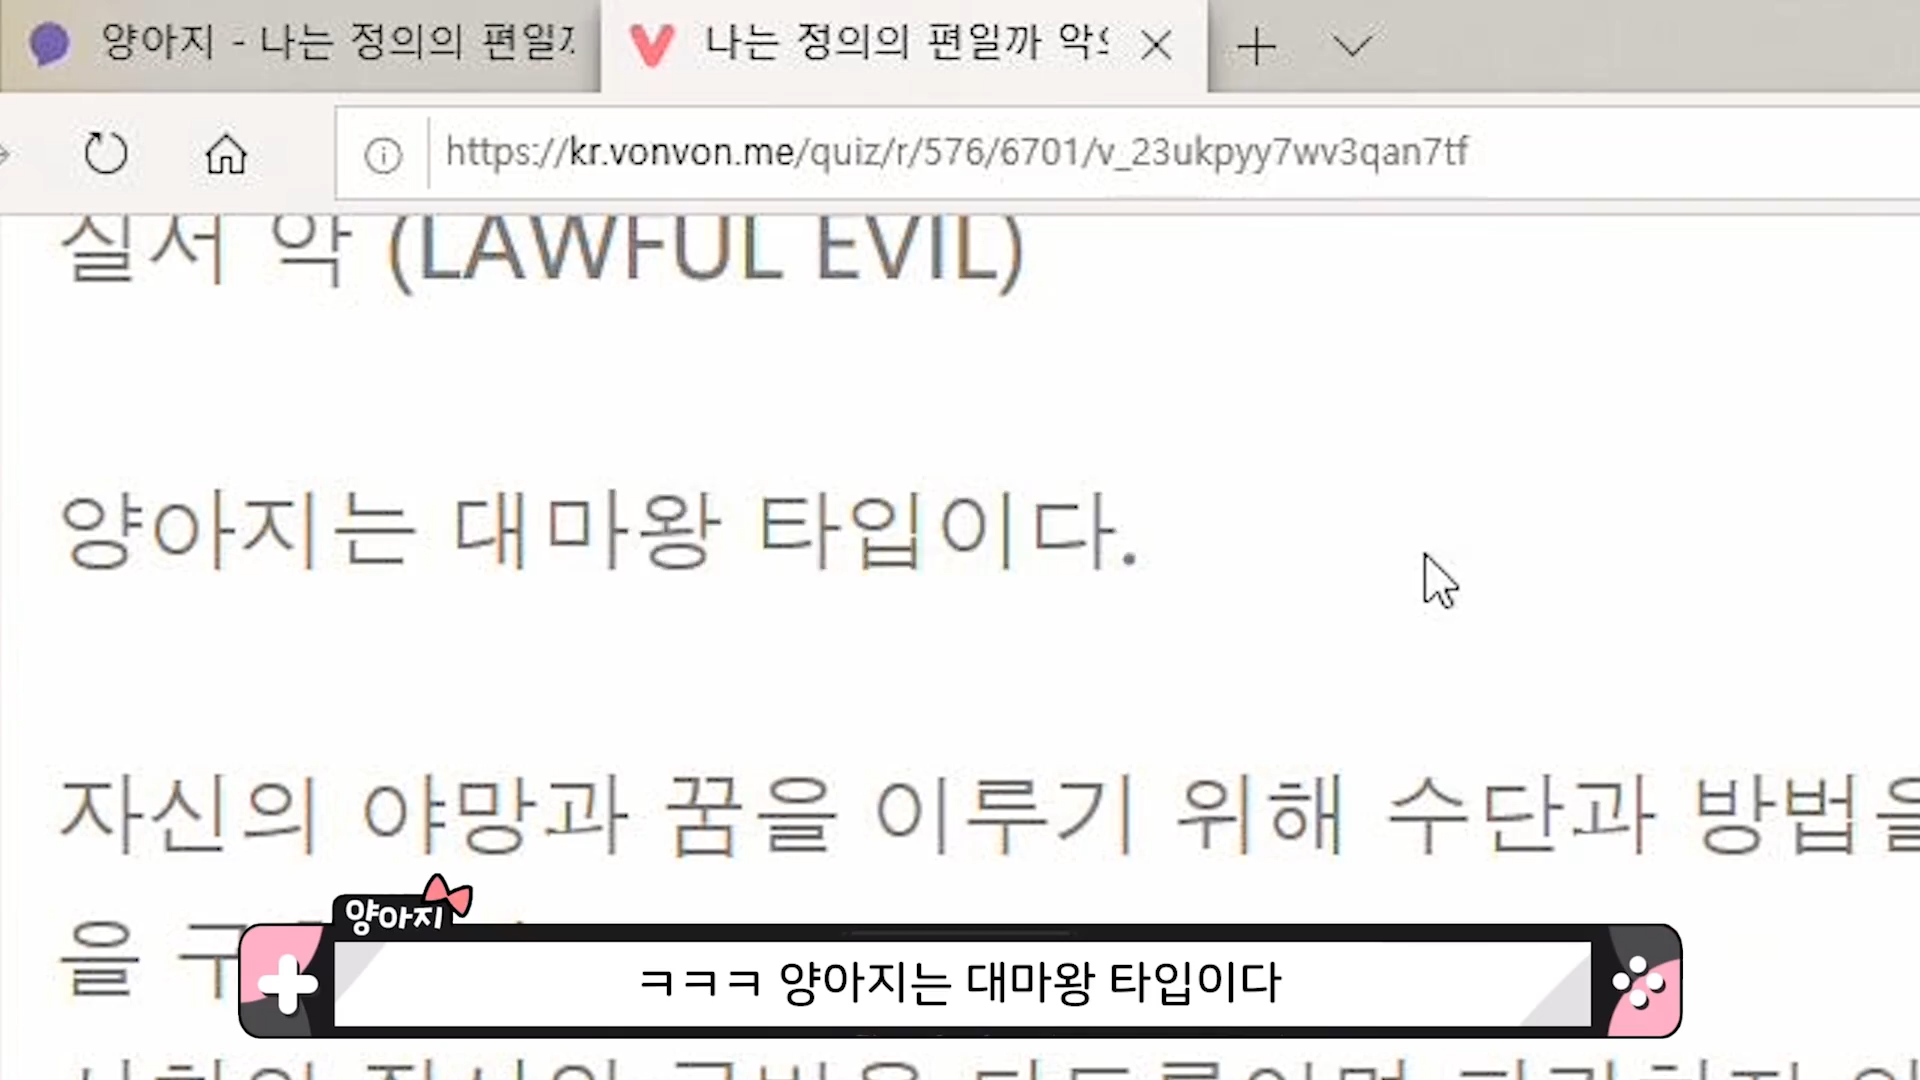 양아지 - 나는 정의의 편일
나는 정의의 편일까 악
https://kr.vonvon.me/quiz/r/576/6701/v_23ukpyy7wv3qan7tf
질서 악 (LAWFUL EVIL)
양아지는 대마왕 타입이다.
자신의 야망과 꿈을 이루기 위해 수단과 방법을
을
양아지
ㅋㅋㅋ 양아지는 대마왕 타입이다